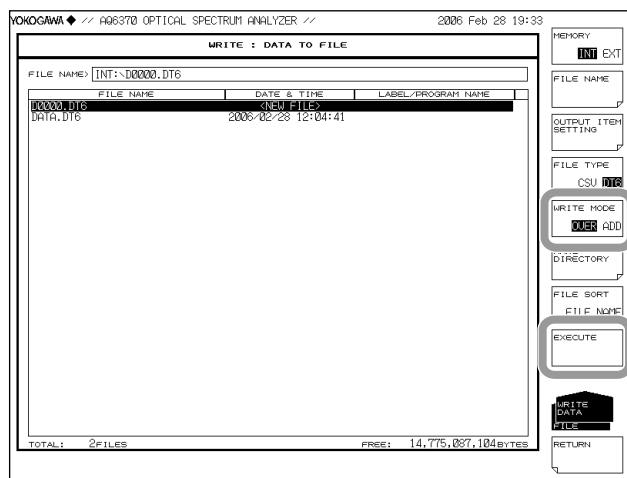 YOKOGAWA ◆ // AQ6370 OPTICAL SPECTRUM ANALYZER // 2006 Feb 28 19:33
WRITE : DATA TO FILE
FILE NAME> INT:\D0000.DT6
FILE NAME DATE & TIME LABEL/PROGRAM NAME
D0000.DT6 <NEW FILE>
DATA.DT6 2006/02/28 12:04:41
TOTAL: 2FILES FREE: 14,775,087,104BYTES
MEMORY
INT EXT
FILE NAME
OUTPUT ITEM
SETTING
FILE TYPE
CSV DT6
WRITE MODE
OVER ADD
DIRECTORY
FILE SORT
FILE NAME
EXECUTE
WRITE
DATA
FILE
RETURN